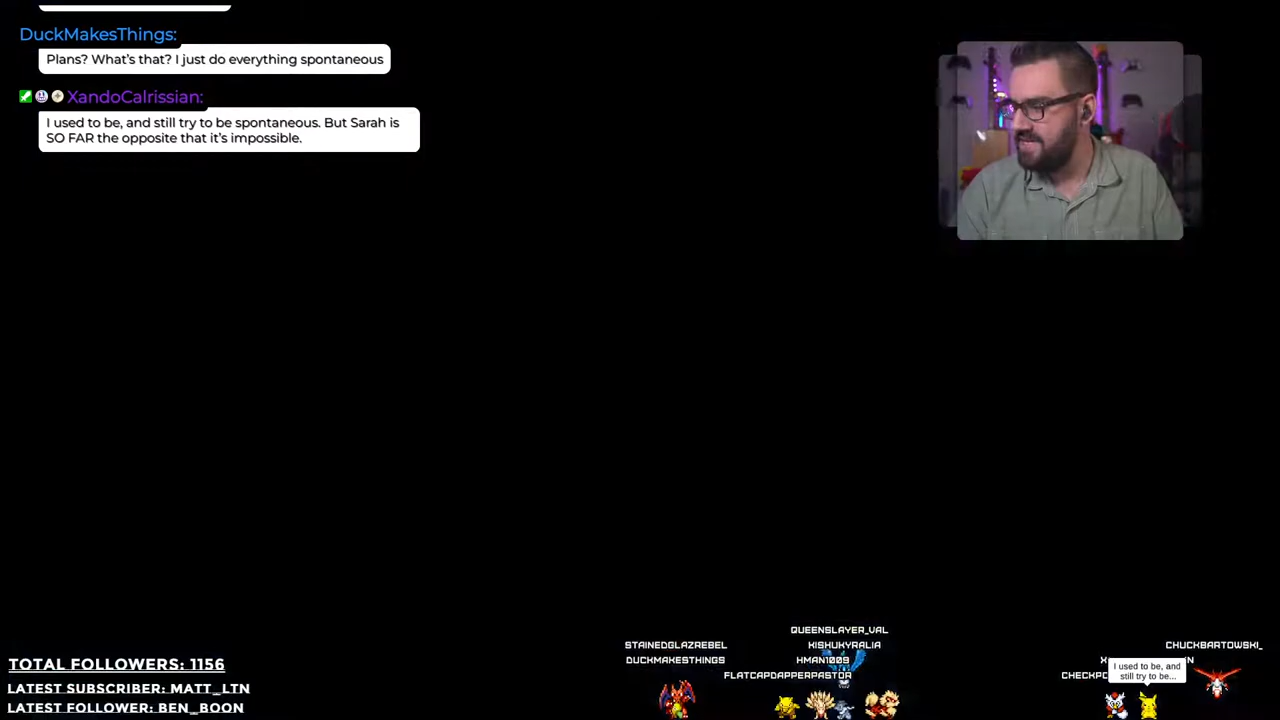 DuckMakesThings:
Plans? What's that? I just do everything spontaneous
XandoCalrissian:
I used to be, and still try to be spontaneous. But Sarah is
SO FAR the opposite that it's impossible.
QUEENSLAYER_VAL
STAINEDGLAZREBEL
KISHUKYRALIA
CHUCKBARTOWSKI_
DUCKMAKESTHINGS
HMAN1009
FLATCAPDAPPERPASTOR
I used to be, and
still try to be...
TOTAL FOLLOWERS: 1156
LATEST SUBSCRIBER: MATT_LTN
LATEST FOLLOWER: BEN_BOON